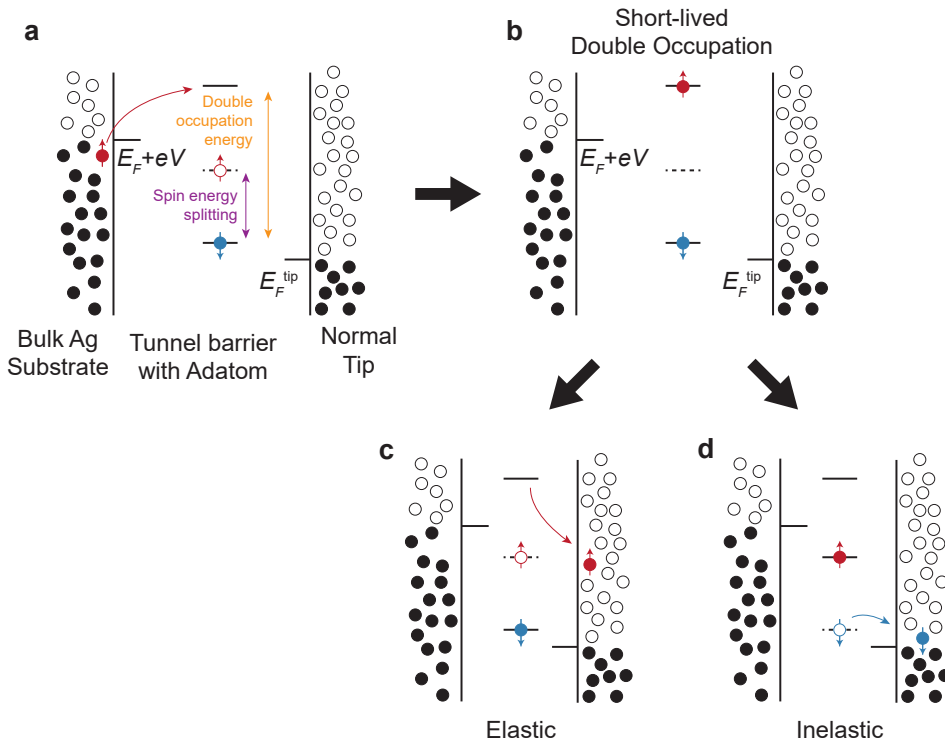 a
Double
occupation
energy
E_F+eV
Spin energy
splitting
E_F^tip
Bulk Ag
Substrate
Tunnel barrier
with Adatom
Normal
Tip
b
Short-lived
Double Occupation
E_F+eV
E_F^tip
c
Elastic
d
Inelastic